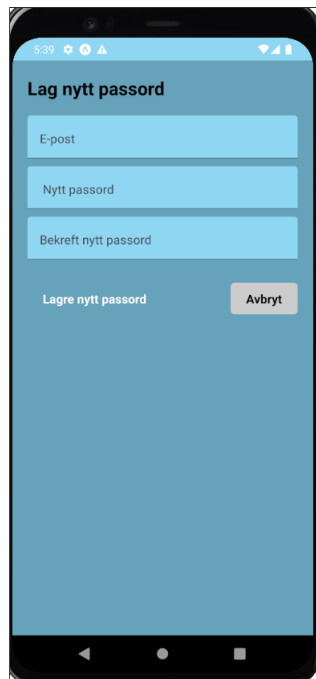 5:39
Lag nytt passord
E-post
Nytt passord
Bekreft nytt passord
Lagre nytt passord
Avbryt